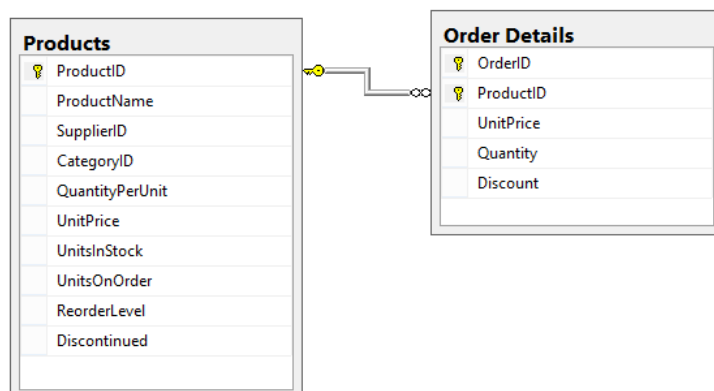 Products
ProductID
ProductName
SupplierID
CategoryID
QuantityPerUnit
UnitPrice
UnitsInStock
UnitsOnOrder
ReorderLevel
Discontinued
Order Details
OrderID
ProductID
UnitPrice
Quantity
Discount